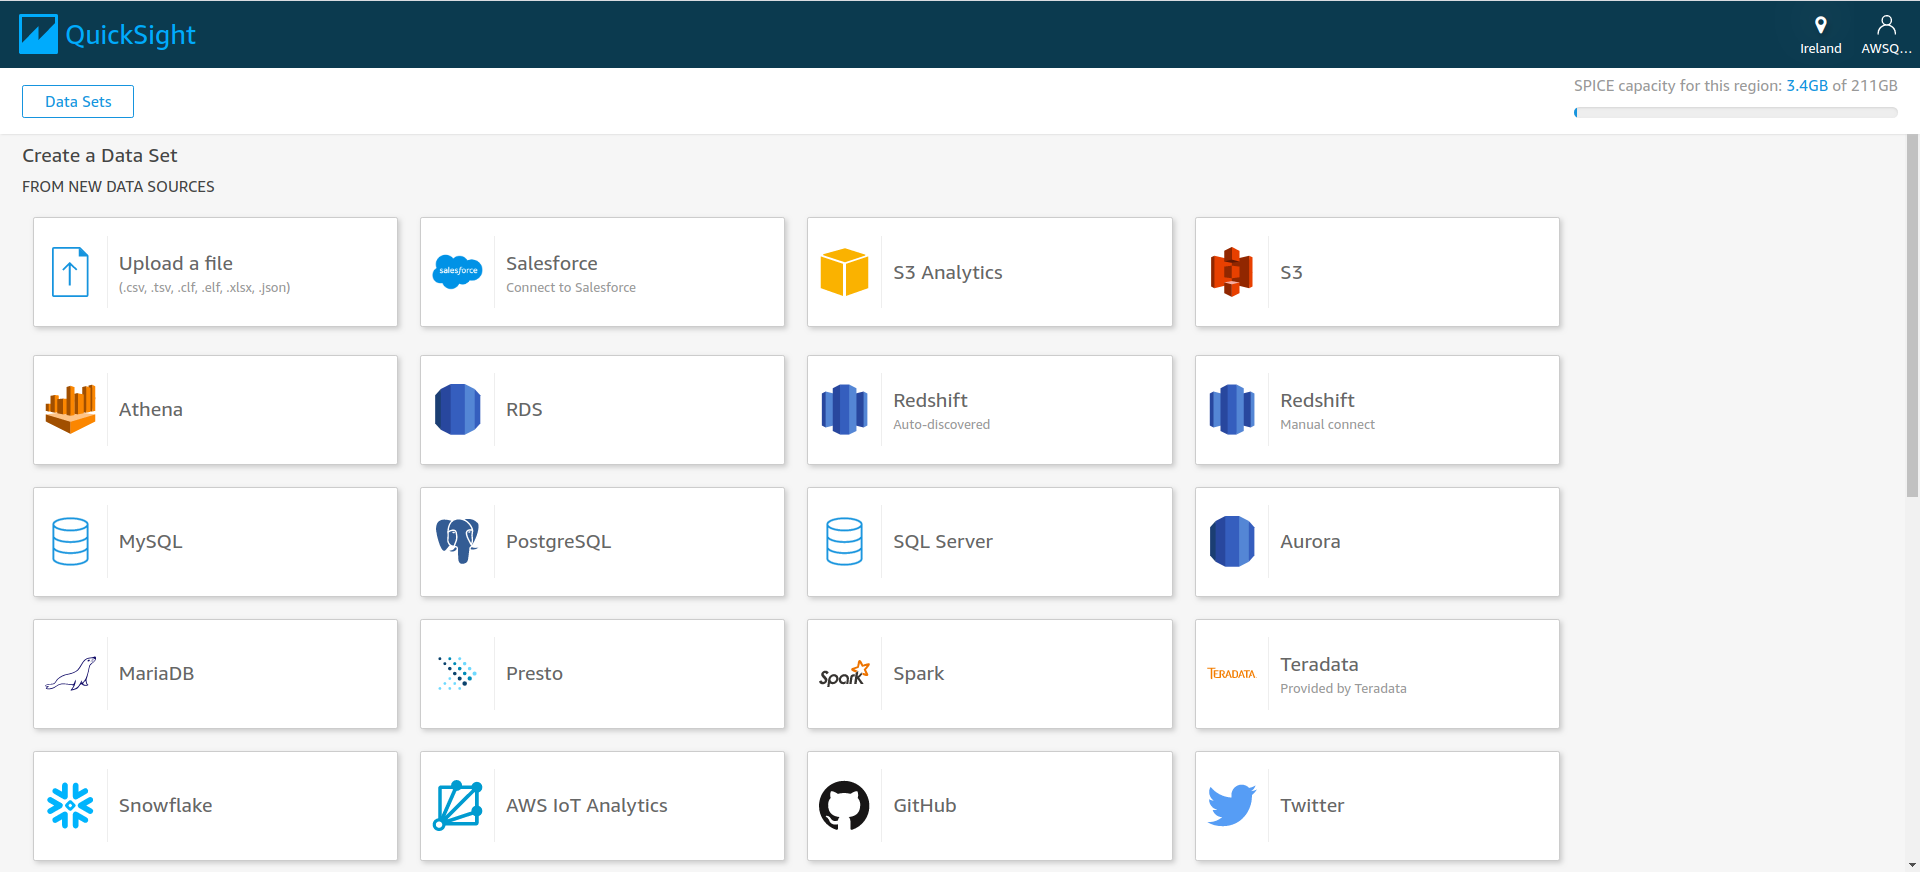 QuickSight
Ireland
AWSQ...
Data Sets
SPICE capacity for this region: 3.4GB of 211GB
Create a Data Set
FROM NEW DATA SOURCES
Upload a file
(.csv, .tsv, .clf, .elf, .xlsx, .json)
salesforce
Salesforce
Connect to Salesforce
S3 Analytics
S3
Athena
RDS
Redshift
Auto-discovered
Redshift
Manual connect
MySQL
PostgreSQL
SQL Server
Aurora
MariaDB
Presto
Spark
Spark
TERADATA
Teradata
Provided by Teradata
Snowflake
AWS IoT Analytics
GitHub
Twitter